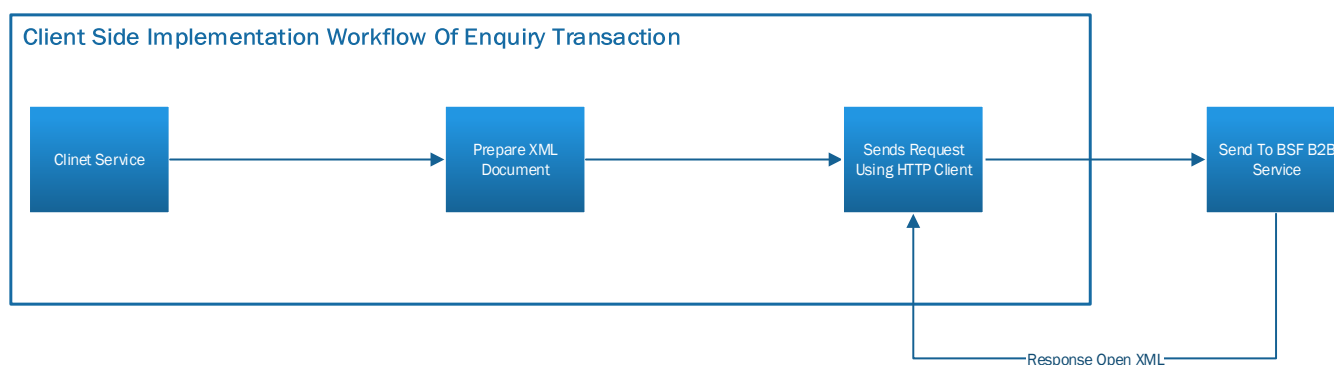 Client Side Implementation Workflow Of Enquiry Transaction
Clinet Service
Prepare XML
Document
Sends Request
Using HTTP Client
Send To BSF B2B
Service
Response Open XML